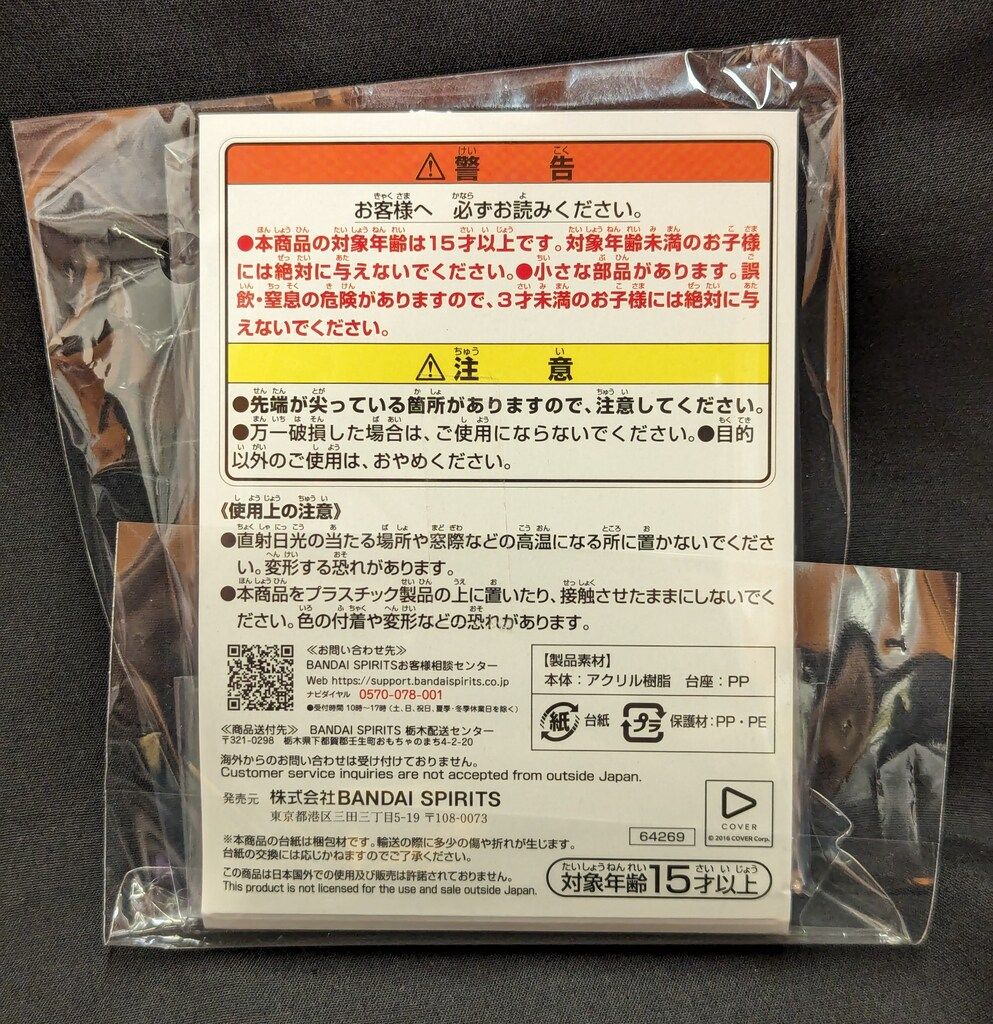 ⚠警告
お客様へ 必ずお読みください。
●本商品の対象年齢は15才以上です。対象年齢未満のお子様
には絶対に与えないでください。●小さな部品があります。誤
飲・窒息の危険がありますので、3才未満のお子様には絶対に与
えないでください。
⚠注意
●先端が尖っている箇所がありますので、注意してください。
●万一破損した場合は、ご使用にならないでください。●目的
以外のご使用は、おやめください。
《使用上の注意》
●直射日光の当たる場所や窓際などの高温になる所に置かないでくださ
い。変形する恐れがあります。
●本商品をプラスチック製品の上に置いたり、接触させたままにしないでく
ださい。色の付着や変形などの恐れがあります。
≪お問い合わせ先≫
BANDAI SPIRITSお客様相談センター
Web https://support.bandaispirits.co.jp
ナビダイヤル 0570-078-001
●受付時間 10時〜17時(土、日、祝日、夏季・冬季休業日を除く)
≪商品送付先≫ BANDAI SPIRITS 栃木配送センター
〒321-0298 栃木県下都賀郡壬生町おもちゃのまち4-2-20
【製品素材】
本体:アクリル樹脂 台座:PP
紙 台紙 プラ 保護材:PP・PE
海外からのお問い合わせは受け付けておりません。
Customer service inquiries are not accepted from outside Japan.
発売元 株式会社BANDAI SPIRITS
東京都港区三田三丁目5-19 〒108-0073
COVER
© 2016 COVER Corp.
64269
※本商品の台紙は梱包材です。輸送の際に多少の傷や折れが生じます。
台紙の交換には応じかねますのでご了承ください。
この商品は日本国外での使用及び販売は許諾されておりません。
This product is not licensed for the use and sale outside Japan.
対象年齢15才以上